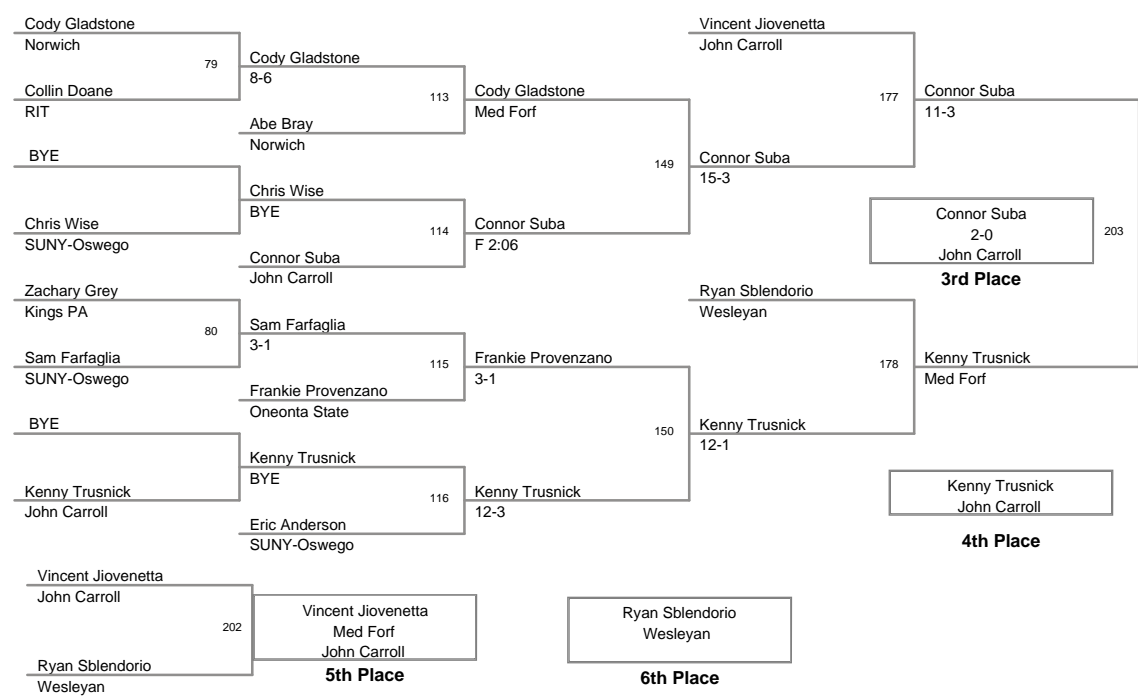 Cody Gladstone
Norwich
79
Collin Doane
RIT
BYE
Chris Wise
SUNY-Oswego
Zachary Grey
Kings PA
80
Sam Farfaglia
SUNY-Oswego
BYE
Kenny Trusnick
John Carroll
Cody Gladstone
8-6
113
Abe Bray
Norwich
Chris Wise
BYE
114
Connor Suba
John Carroll
Sam Farfaglia
3-1
115
Frankie Provenzano
Oneonta State
Kenny Trusnick
BYE
116
Eric Anderson
SUNY-Oswego
Cody Gladstone
Med Forf
149
Connor Suba
F 2:06
Frankie Provenzano
3-1
150
Kenny Trusnick
12-3
Vincent Jiovenetta
John Carroll
177
Connor Suba
15-3
Ryan Sblendorio
Wesleyan
178
Kenny Trusnick
12-1
Connor Suba
11-3
Connor Suba
2-0
John Carroll
203
3rd Place
Kenny Trusnick
Med Forf
Kenny Trusnick
John Carroll
4th Place
Vincent Jiovenetta
John Carroll
202
Ryan Sblendorio
Wesleyan
Vincent Jiovenetta
Med Forf
John Carroll
5th Place
Ryan Sblendorio
Wesleyan
6th Place